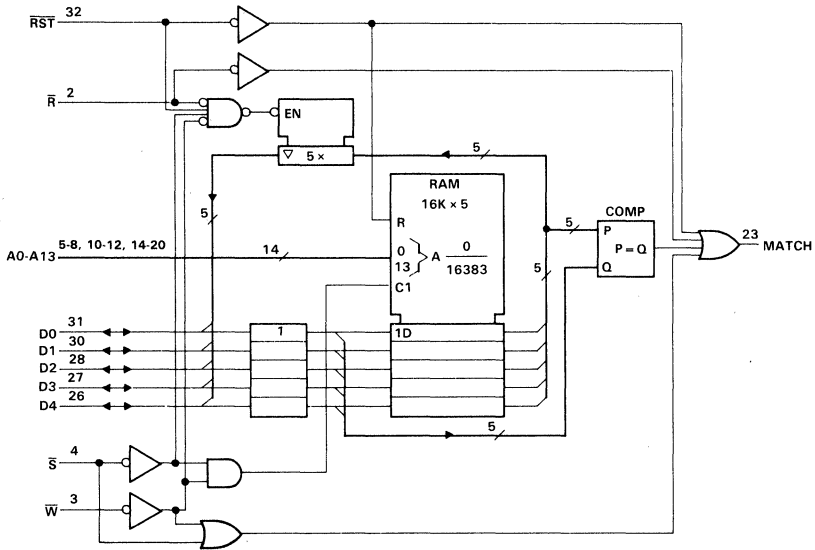 RST 32
R 2
EN
▽ 5 ×
5
RAM
16K × 5
R
0
13
A 0/16383
C1
5
A0-A13 5-8, 10-12, 14-20
14
5
5
COMP
P
P = Q
Q
23 MATCH
D0 31
D1 30
D2 28
D3 27
D4 26
1
1D
5
S 4
W 3